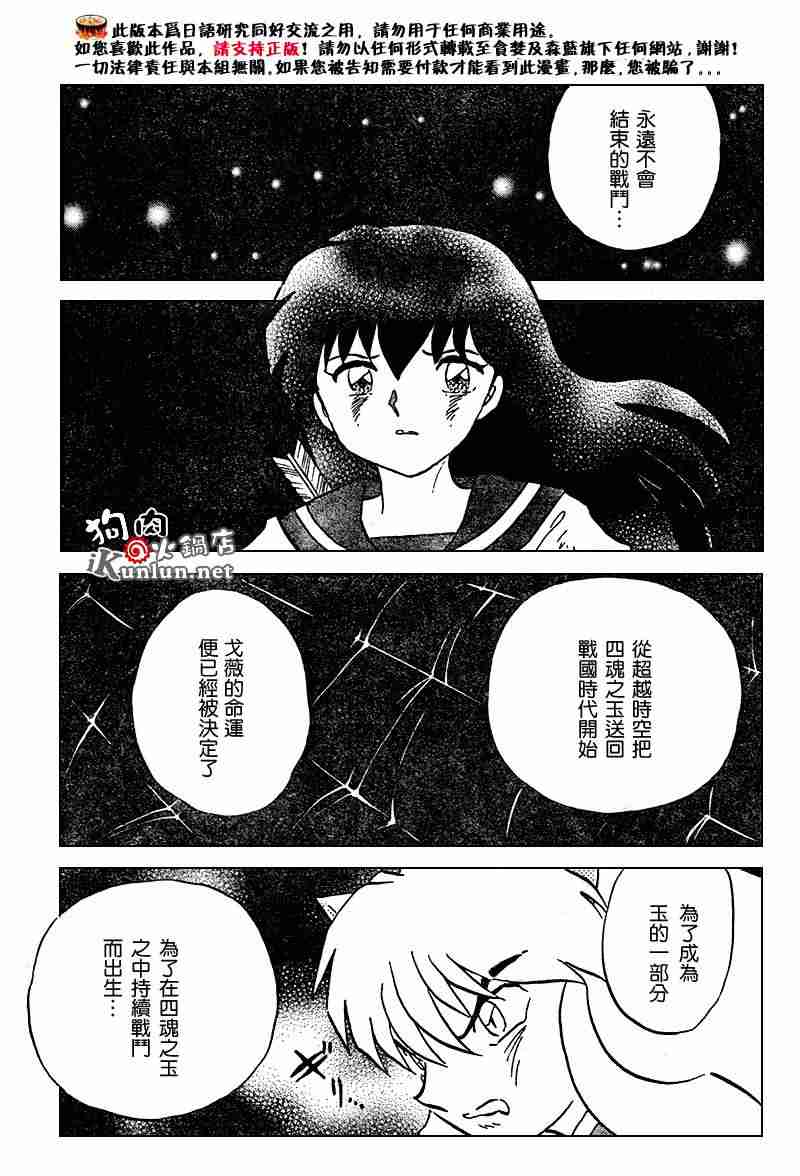 此版本爲日語研究同好交流之用，請勿用于任何商業用途。
如您喜歡此作品，請支持正版！請勿以任何形式轉載至貪婪及森藍旗下任何網站，謝謝！
一切法律責任與本組無關。如果您被告知需要付款才能看到此漫畫，那麼，您被騙了。。。
永遠不會
結束的戰鬥…
狗肉
火鍋店
iKunlun.net
從超越時空把
四魂之玉送回
戰國時代開始
戈薇的命運
便已經被決定了
為了成為
玉的一部分
為了在四魂之玉
之中持續戰鬥
而出生…